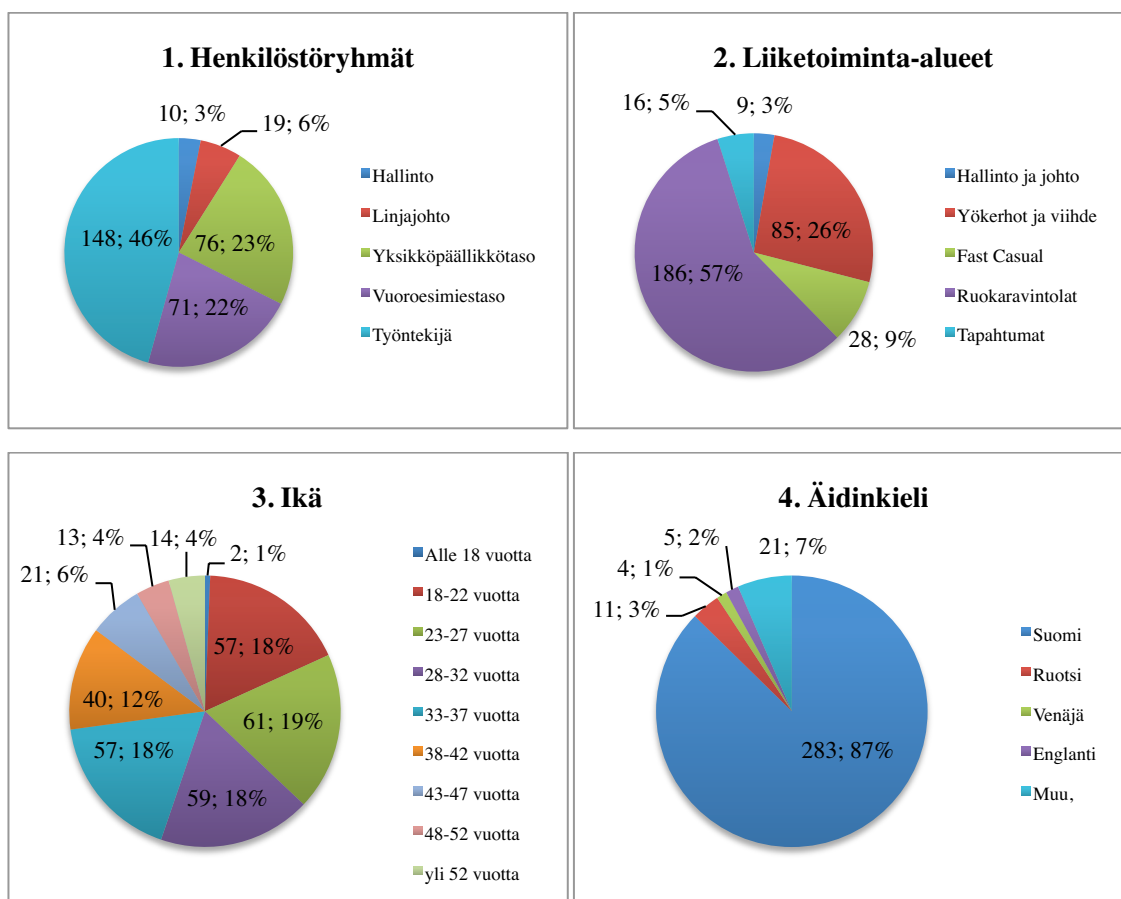 1. Henkilöstöryhmät
10; 3%
19; 6%
76; 23%
71; 22%
148; 46%
Hallinto
Linjajohto
Yksikköpäällikkötaso
Vuoroesimiestaso
Työntekijä
2. Liiketoiminta-alueet
16; 5%
9; 3%
85; 26%
28; 9%
186; 57%
Hallinto ja johto
Yökerhot ja viihde
Fast Casual
Ruokaravintolat
Tapahtumat
3. Ikä
13; 4%
14; 4%
2; 1%
21; 6%
57; 18%
40; 12%
61; 19%
57; 18%
59; 18%
Alle 18 vuotta
18-22 vuotta
23-27 vuotta
28-32 vuotta
33-37 vuotta
38-42 vuotta
43-47 vuotta
48-52 vuotta
yli 52 vuotta
4. Äidinkieli
5; 2%
21; 7%
4; 1%
11; 3%
283; 87%
Suomi
Ruotsi
Venäjä
Englanti
Muu,